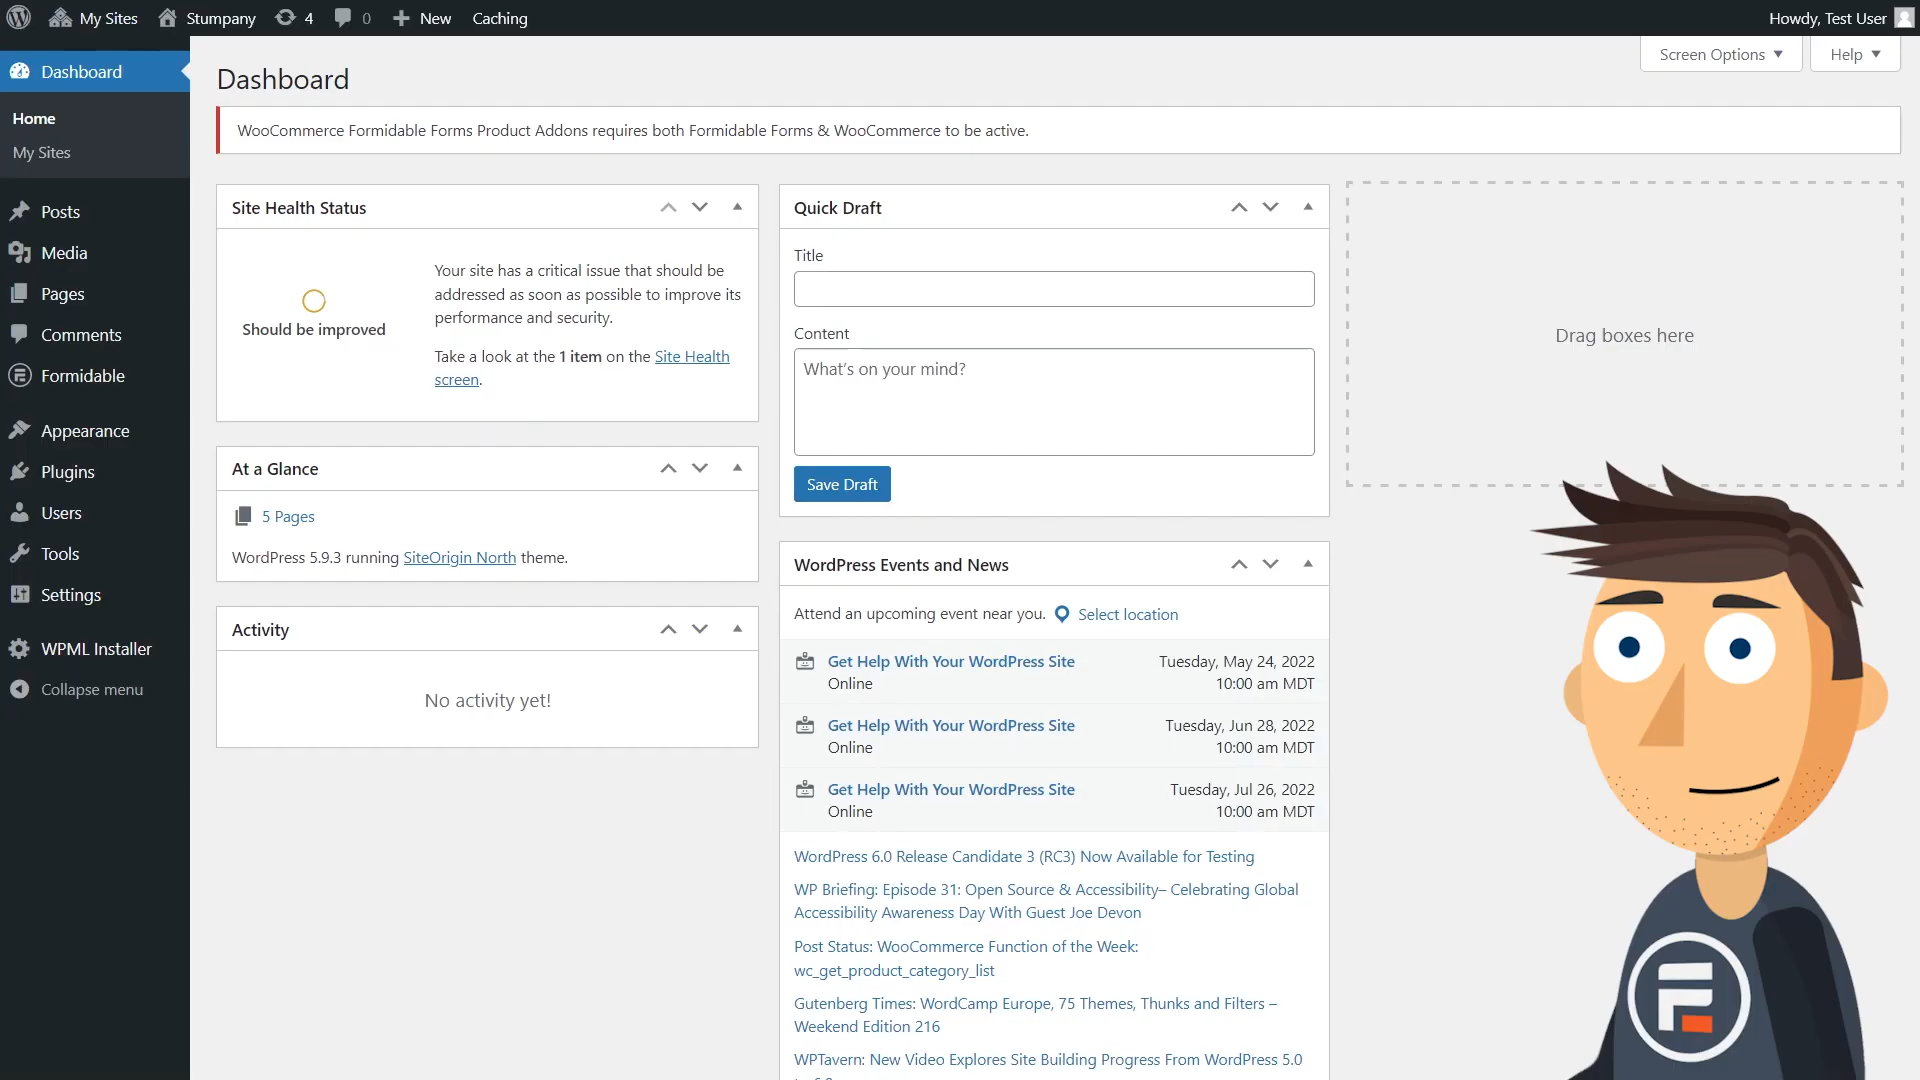 My Sites
Stumpany
4
0
New
Caching
Howdy, Test User
Dashboard
Home
My Sites
Posts
Media
Pages
Comments
Formidable
Appearance
Plugins
Users
Tools
Settings
WPML Installer
Collapse menu
Screen Options
Help
Dashboard
WooCommerce Formidable Forms Product Addons requires both Formidable Forms & WooCommerce to be active.
Site Health Status
Should be improved
Your site has a critical issue that should be
addressed as soon as possible to improve its
performance and security.
Take a look at the 1 item on the Site Health
screen.
At a Glance
5 Pages
WordPress 5.9.3 running SiteOrigin North theme.
Activity
No activity yet!
Quick Draft
Title
Content
What's on your mind?
Save Draft
WordPress Events and News
Attend an upcoming event near you. Select location
Get Help With Your WordPress Site
Online
Tuesday, May 24, 2022
10:00 am MDT
Get Help With Your WordPress Site
Online
Tuesday, Jun 28, 2022
10:00 am MDT
Get Help With Your WordPress Site
Online
Tuesday, Jul 26, 2022
10:00 am MDT
WordPress 6.0 Release Candidate 3 (RC3) Now Available for Testing
WP Briefing: Episode 31: Open Source & Accessibility– Celebrating Global
Accessibility Awareness Day With Guest Joe Devon
Post Status: WooCommerce Function of the Week:
wc_get_product_category_list
Gutenberg Times: WordCamp Europe, 75 Themes, Thunks and Filters –
Weekend Edition 216
WPTavern: New Video Explores Site Building Progress From WordPress 5.0
Drag boxes here